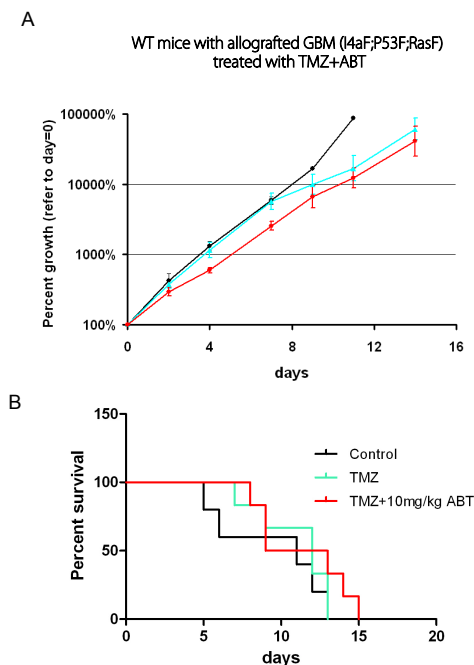 A
WT mice with allografted GBM (I4aF;P53F;RasF)
treated with TMZ+ABT
Percent growth (refer to day=0)
100000%
10000%
1000%
100%
0 4 8 12 16
days
B
Percent survival
150
100
50
0
Control
TMZ
TMZ+10mg/kg ABT
0 5 10 15 20
days